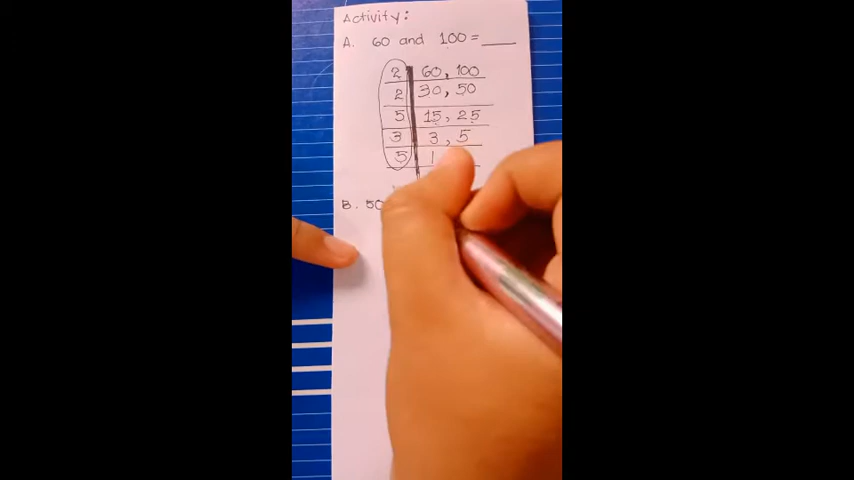 Activity:
A. 60 and 100 = ____
2 60, 100
2 30, 50
5 15, 25
3 3, 5
5 1
B. 50